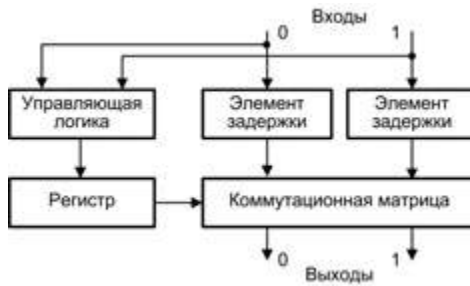 Входы
0 1
Управляющая логика
Элемент задержки
Элемент задержки
Регистр
Коммутационная матрица
0 1
Выходы